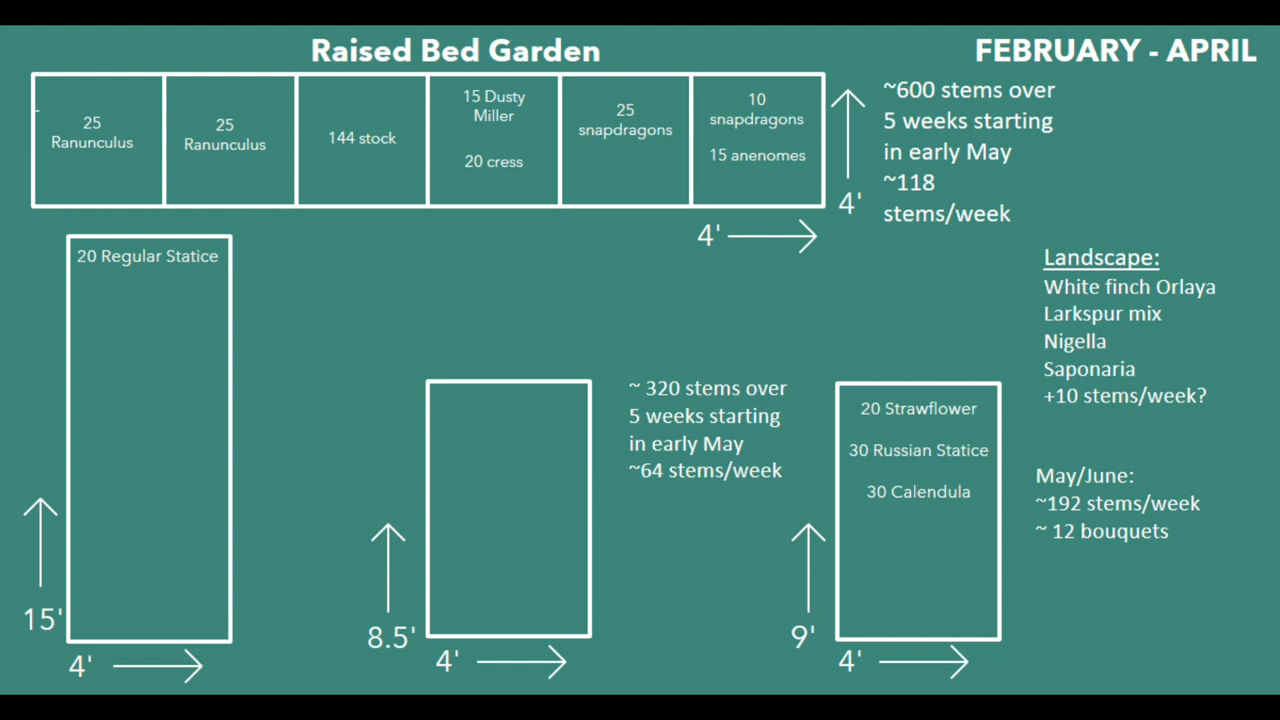 Raised Bed Garden
FEBRUARY - APRIL
25
Ranunculus
25
Ranunculus
144 stock
15 Dusty
Miller
20 cress
25
snapdragons
10
snapdragons
15 anenomes
4'
4'
~600 stems over
5 weeks starting
in early May
~118
stems/week
20 Regular Statice
15'
4'
8.5'
4'
~ 320 stems over
5 weeks starting
in early May
~64 stems/week
20 Strawflower
30 Russian Statice
30 Calendula
9'
4'
Landscape:
White finch Orlaya
Larkspur mix
Nigella
Saponaria
+10 stems/week?
May/June:
~192 stems/week
~ 12 bouquets